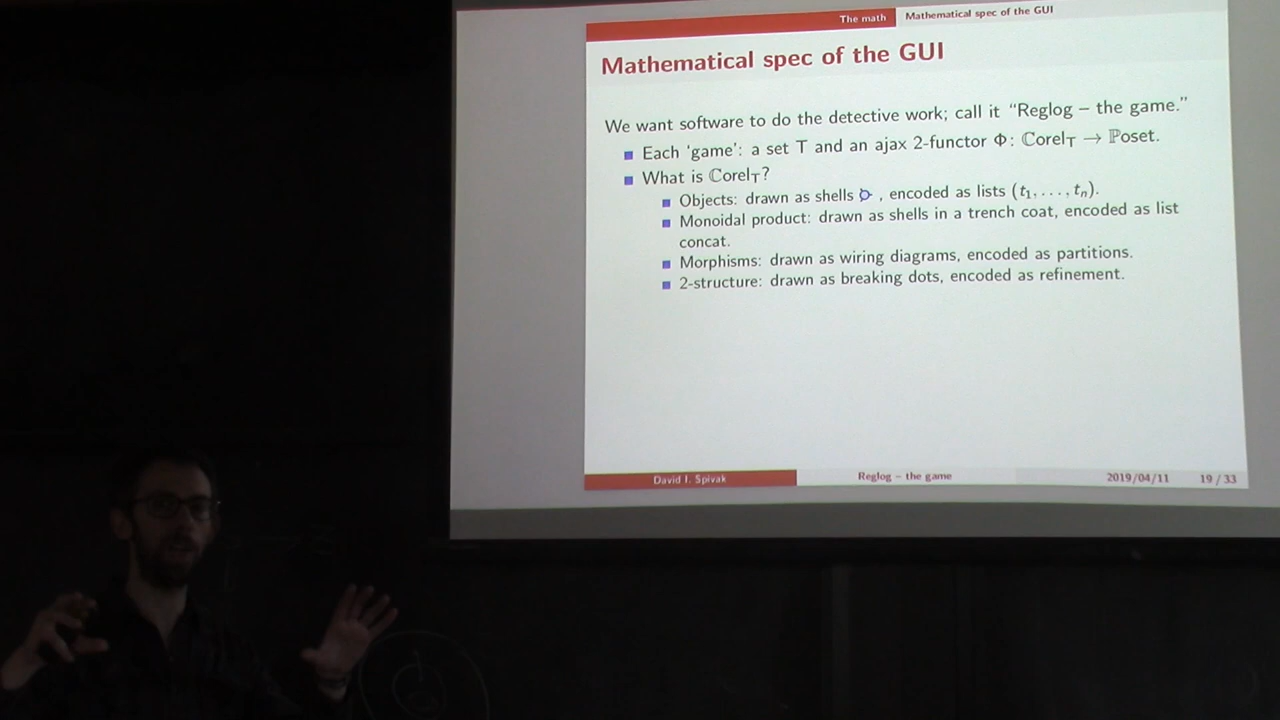 The math Mathematical spec of the GUI
Mathematical spec of the GUI
We want software to do the detective work; call it “Reglog – the game.”
Each ‘game’: a set T and an ajax 2-functor Φ: ℂorel_T → ℙoset.
What is ℂorel_T?
Objects: drawn as shells , encoded as lists (t₁, . . . , tₙ).
Monoidal product: drawn as shells in a trench coat, encoded as list
concat.
Morphisms: drawn as wiring diagrams, encoded as partitions.
2-structure: drawn as breaking dots, encoded as refinement.
David I. Spivak Reglog – the game 2019/04/11 19 / 33